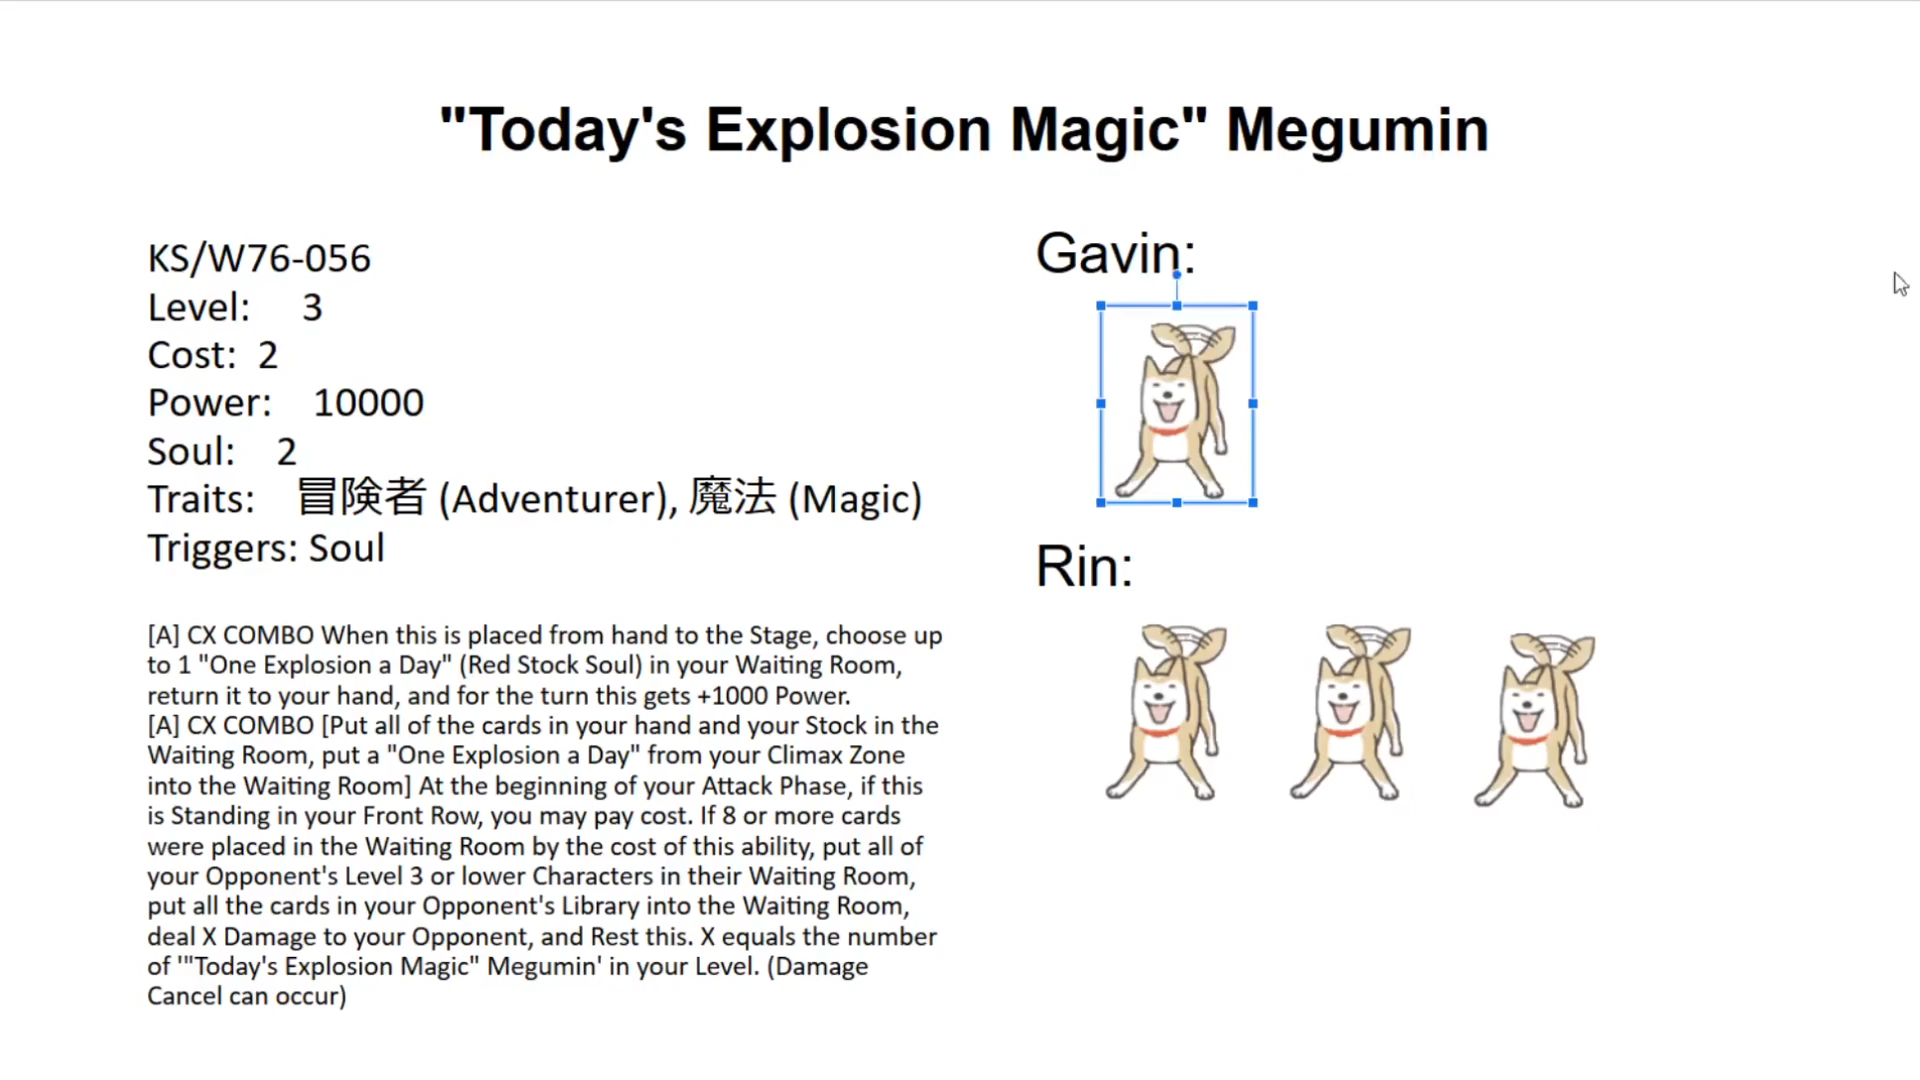 "Today's Explosion Magic" Megumin
KS/W76-056
Level: 3
Cost: 2
Power: 10000
Soul: 2
Traits: 冒険者 (Adventurer), 魔法 (Magic)
Triggers: Soul
[A] CX COMBO When this is placed from hand to the Stage, choose up
to 1 "One Explosion a Day" (Red Stock Soul) in your Waiting Room,
return it to your hand, and for the turn this gets +1000 Power.
[A] CX COMBO [Put all of the cards in your hand and your Stock in the
Waiting Room, put a "One Explosion a Day" from your Climax Zone
into the Waiting Room] At the beginning of your Attack Phase, if this
is Standing in your Front Row, you may pay cost. If 8 or more cards
were placed in the Waiting Room by the cost of this ability, put all of
your Opponent's Level 3 or lower Characters in their Waiting Room,
put all the cards in your Opponent's Library into the Waiting Room,
deal X Damage to your Opponent, and Rest this. X equals the number
of '"Today's Explosion Magic" Megumin' in your Level. (Damage
Cancel can occur)
Gavin:
Rin: